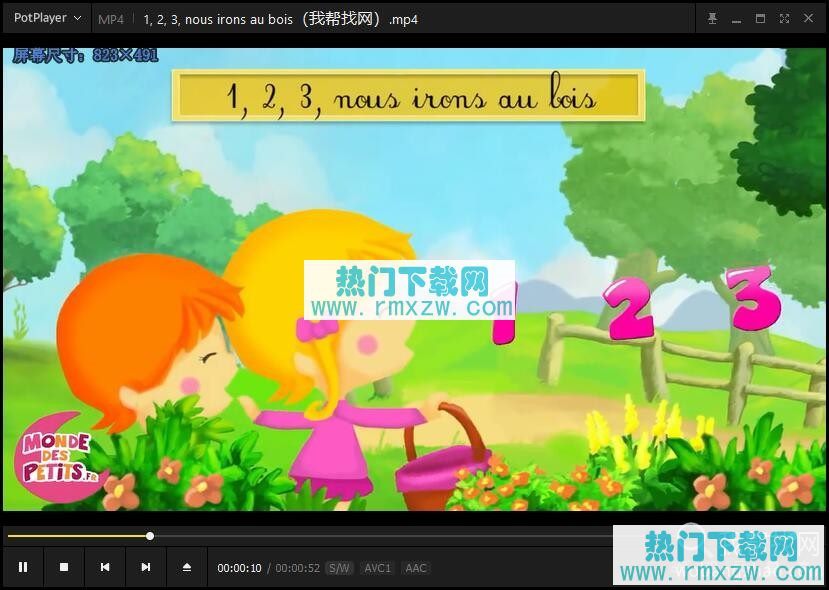 PotPlayer MP4 1, 2, 3, nous irons au bois（我帮找网）.mp4
屏幕尺寸：823×491
1, 2, 3, nous irons au bois
热门下载网
www.rmxzw.com
1 2 3
MONDE
DES
PETITS.FR
热门下载网
www.rmxzw.com
00:00:10 / 00:00:52 S/W AVC1 AAC